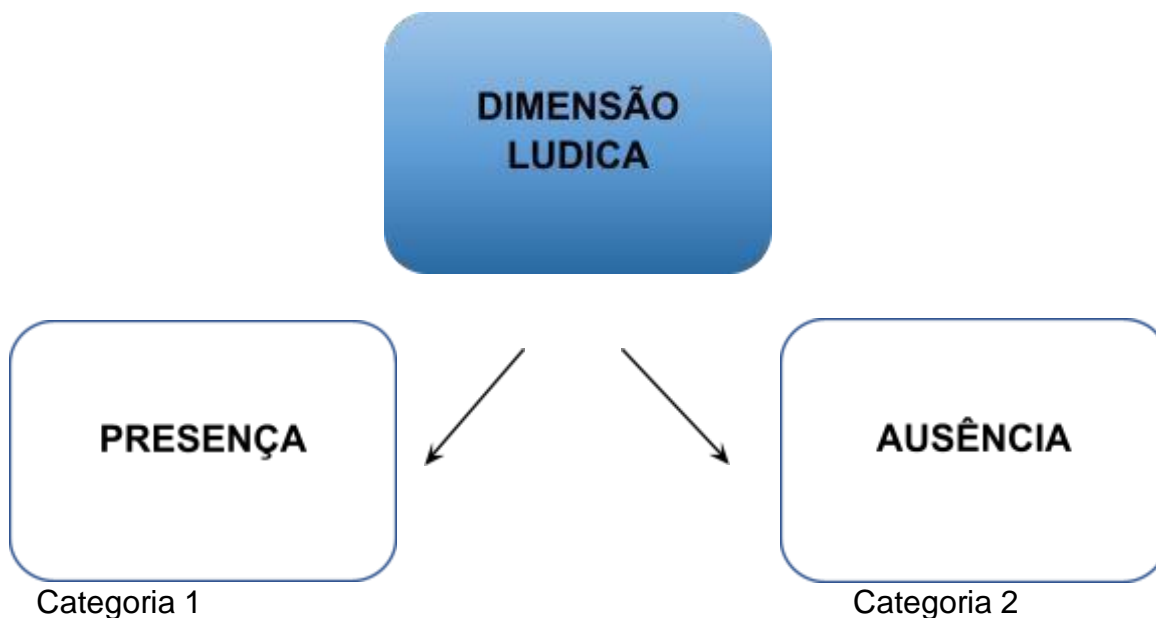 DIMENSÃO
LUDICA
PRESENÇA
AUSÊNCIA
Categoria 1
Categoria 2